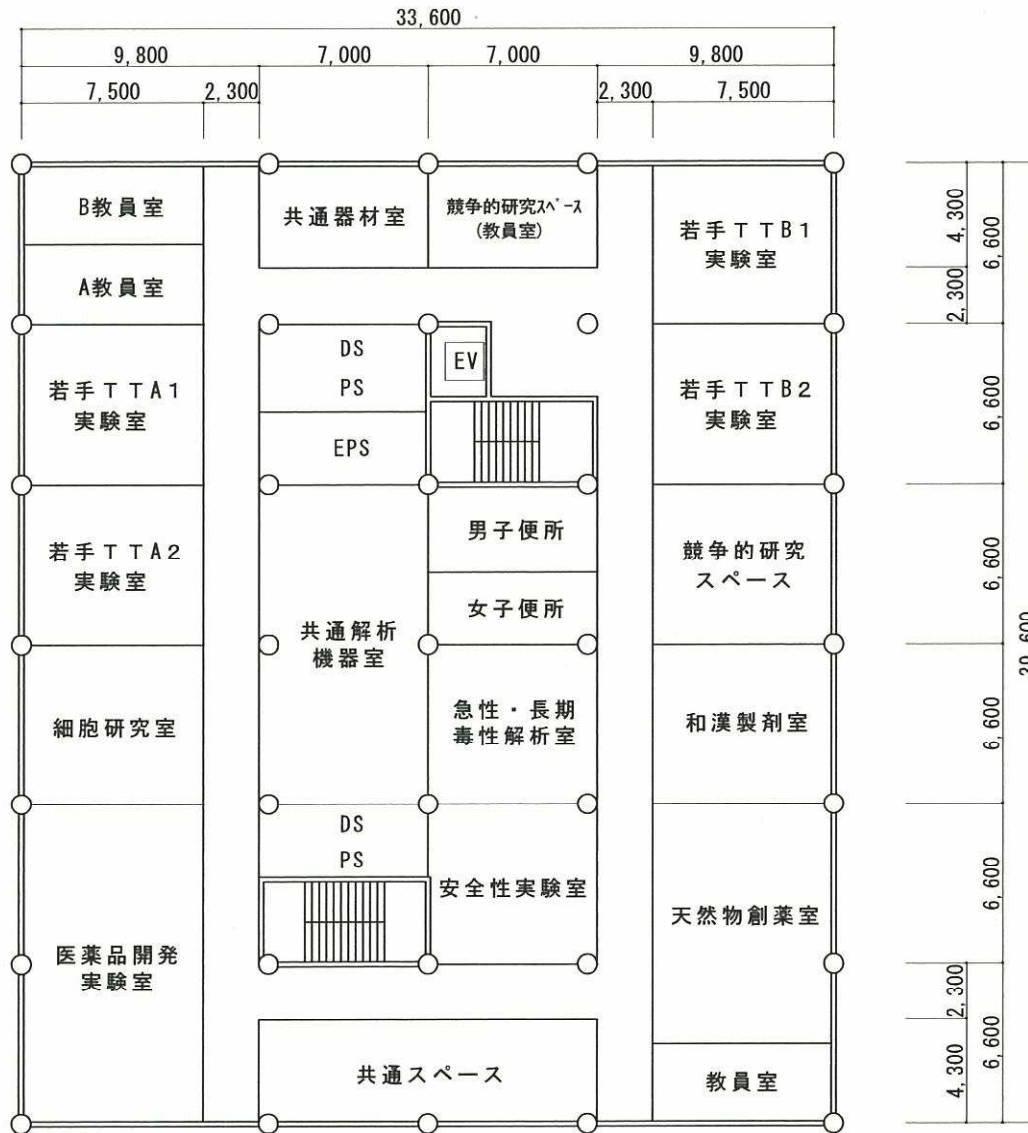 33,600
9,800
7,000
7,000
9,800
7,500
2,300
2,300
7,500
B教員室
共通器材室
競争的研究スペース
(教員室)
若手TTB1
実験室
4,300
6,600
A教員室
2,300
若手TTA1
実験室
DS
PS
EV
EPS
若手TTB2
実験室
6,600
若手TTA2
実験室
男子便所
女子便所
競争的研究
スペース
6,600
共通解析
機器室
39,600
細胞研究室
急性・長期
毒性解析室
和漢製剤室
6,600
DS
PS
安全性実験室
天然物創薬室
6,600
医薬品開発
実験室
2,300
6,600
共通スペース
教員室
4,300